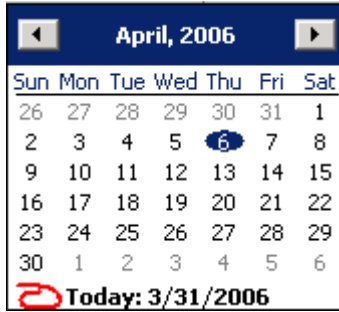 April, 2006
Sun Mon Tue Wed Thu Fri Sat
26 27 28 29 30 31 1
2 3 4 5 6 7 8
9 10 11 12 13 14 15
16 17 18 19 20 21 22
23 24 25 26 27 28 29
30 1 2 3 4 5 6
Today: 3/31/2006